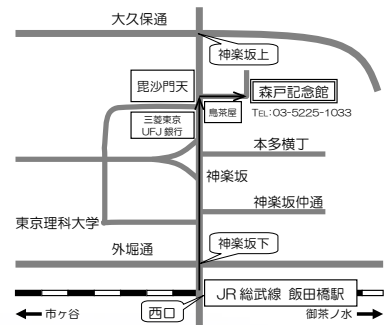 大久保通
神楽坂上
毘沙門天
森戸記念館
TEL:03-5225-1033
鳥茶屋
三菱東京
UFJ銀行
本多横丁
神楽坂
神楽坂仲通
東京理科大学
神楽坂下
外堀通
JR 総武線 飯田橋駅
西口
市ヶ谷
御茶ノ水